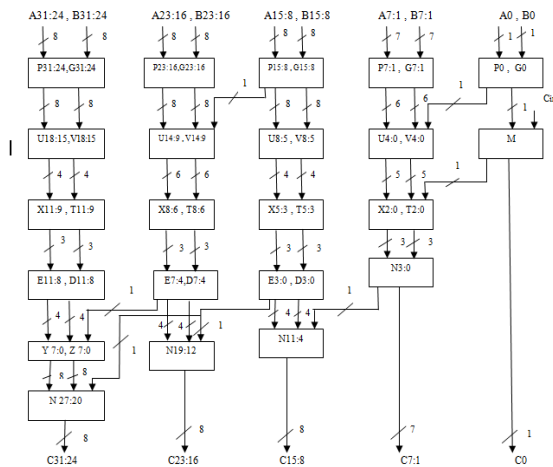 A31:24 , B31:24 A23:16 , B23:16 A15:8 , B15:8 A7:1 , B7:1 A0 , B0
8 8 8 8 8 8 7 7 1 1
P31:24,G31:24 P23:16,G23:16 P15:8 , G15:8 P7:1 , G7:1 P0 , G0
1 1
8 8 8 8 8 8 6 6 1 Cin
U18:15,V18:15 U14:9 , V14:9 U8:5 , V8:5 U4:0 , V4:0 M
4 4 6 6 4 4 5 5 1
X11:9 , T11:9 X8:6 , T8:6 X5:3 , T5:3 X2:0 , T2:0
3 3 3 3 3 3 3 3
N3:0
E11:8 , D11:8 E7:4,D7:4 E3:0 , D3:0
1 1
4 4 4 4 1 4 4
Y 7:0, Z 7:0 1 N19:12 N11:4
8 8
N 27:20
8 8 8 7 1
C31:24 C23:16 C15:8 C7:1 C0